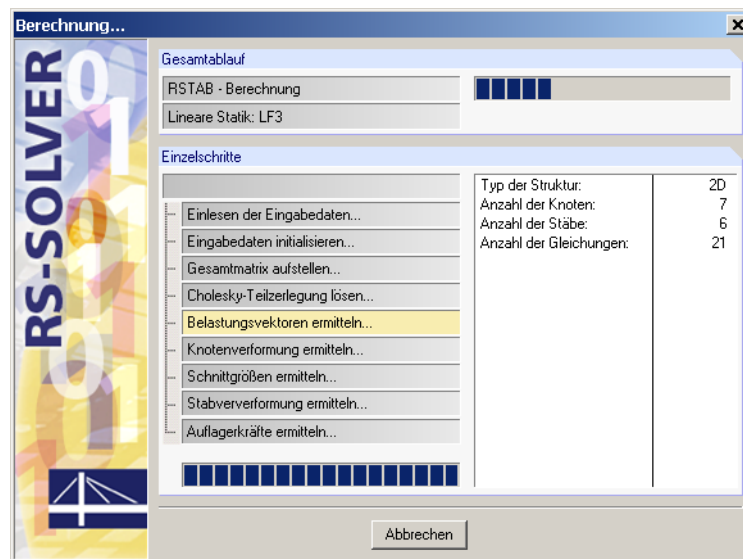 Berechnung...
RS-SOLVER
Gesamtablauf
RSTAB - Berechnung
Lineare Statik: LF3
Einzelschritte
Einlesen der Eingabedaten...
Eingabedaten initialisieren...
Gesamtmatrix aufstellen...
Cholesky-Teilzerlegung lösen...
Belastungsvektoren ermitteln...
Knotenverformung ermitteln...
Schnittgrößen ermitteln...
Stabververformung ermitteln...
Auflagerkräfte ermitteln...
Typ der Struktur: 2D
Anzahl der Knoten: 7
Anzahl der Stäbe: 6
Anzahl der Gleichungen: 21
Abbrechen